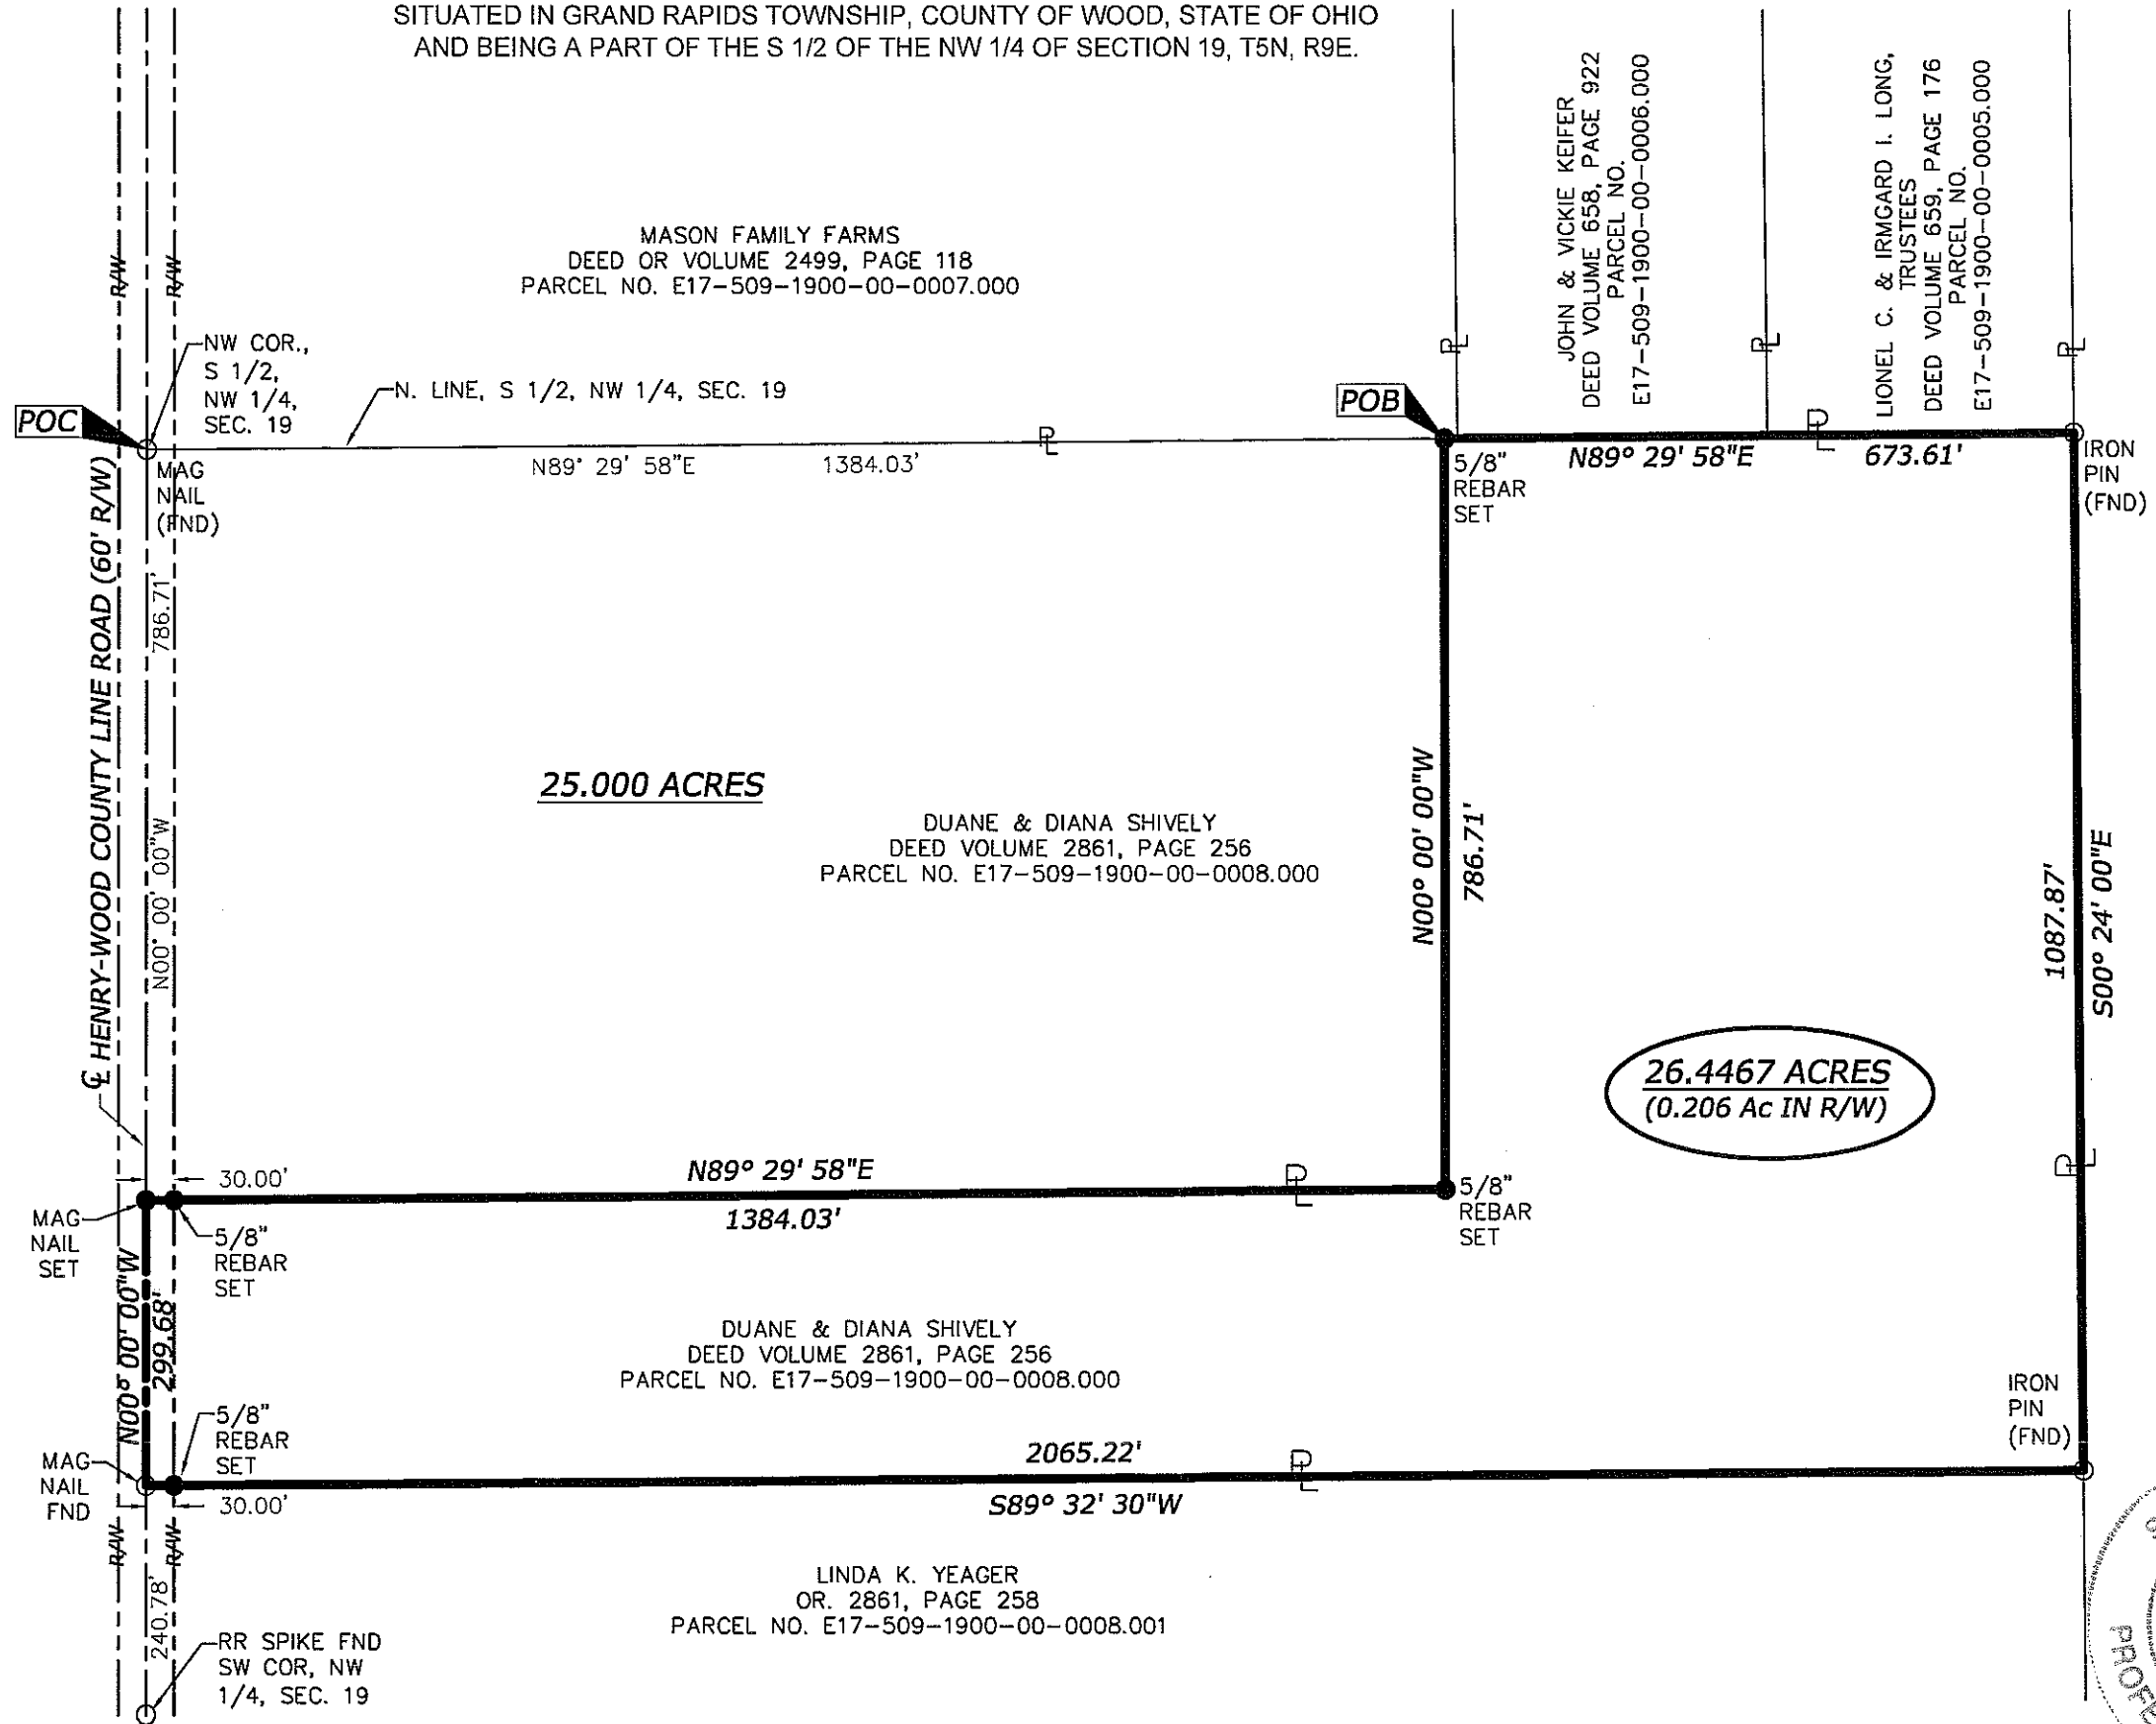 SITUATED IN GRAND RAPIDS TOWNSHIP, COUNTY OF WOOD, STATE OF OHIO
AND BEING A PART OF THE S 1/2 OF THE NW 1/4 OF SECTION 19, T5N, R9E.
JOHN & VICKIE KEIFER
DEED VOLUME 658, PAGE 922
PARCEL NO.
E17-509-1900-00-0006.000
LIONEL C. & IRMGARD I. LONG,
TRUSTEES
DEED VOLUME 659, PAGE 176
PARCEL NO.
E17-509-1900-00-0005.000
MASON FAMILY FARMS
DEED OR VOLUME 2499, PAGE 118
PARCEL NO. E17-509-1900-00-0007.000
R/W
R/W
NW COR.,
S 1/2,
NW 1/4,
SEC. 19
N. LINE, S 1/2, NW 1/4, SEC. 19
PL
PL
PL
POC
POB
MAG
NAIL
(FND)
N89° 29' 58"E
1384.03'
PL
5/8"
REBAR
SET
N89° 29' 58"E
PL
673.61'
IRON
PIN
(FND)
CL HENRY-WOOD COUNTY LINE ROAD (60' R/W)
786.71'
N00° 00' 00"W
25.000 ACRES
DUANE & DIANA SHIVELY
DEED VOLUME 2861, PAGE 256
PARCEL NO. E17-509-1900-00-0008.000
N00° 00' 00"W
786.71'
1087.87'
S00° 24' 00"E
26.4467 ACRES
(0.206 Ac IN R/W)
PL
30.00'
N89° 29' 58"E
1384.03'
PL
5/8"
REBAR
SET
MAG
NAIL
SET
5/8"
REBAR
SET
N00° 00' 00"W
299.68'
DUANE & DIANA SHIVELY
DEED VOLUME 2861, PAGE 256
PARCEL NO. E17-509-1900-00-0008.000
5/8"
REBAR
SET
MAG
NAIL
FND
30.00'
2065.22'
PL
S89° 32' 30"W
IRON
PIN
(FND)
R/W
R/W
LINDA K. YEAGER
OR. 2861, PAGE 258
PARCEL NO. E17-509-1900-00-0008.001
240.78'
RR SPIKE FND
SW COR, NW
1/4, SEC. 19